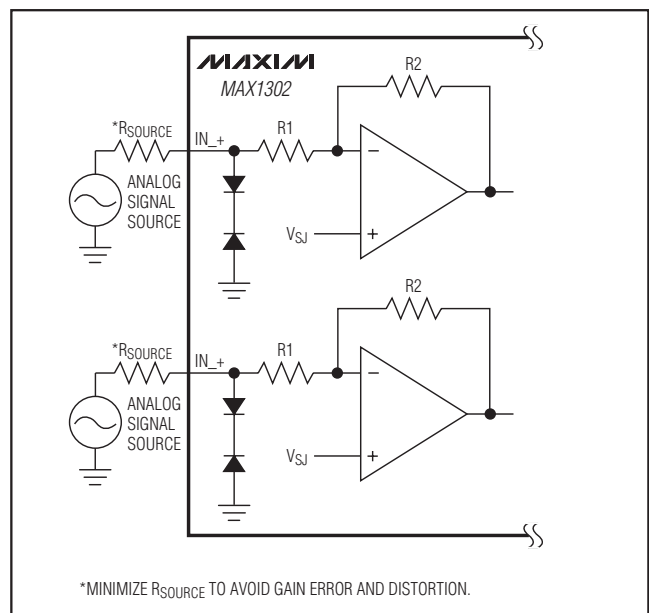 MAXIM
MAX1302
R2
*RSOURCE
IN_+
R1
ANALOG
SIGNAL
SOURCE
−
VSJ
+
R2
*RSOURCE
IN_+
R1
ANALOG
SIGNAL
SOURCE
−
VSJ
+
*MINIMIZE RSOURCE TO AVOID GAIN ERROR AND DISTORTION.